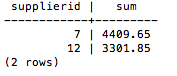 supplierid | sum
------------+---------
7 | 4409.65
12 | 3301.85
(2 rows)